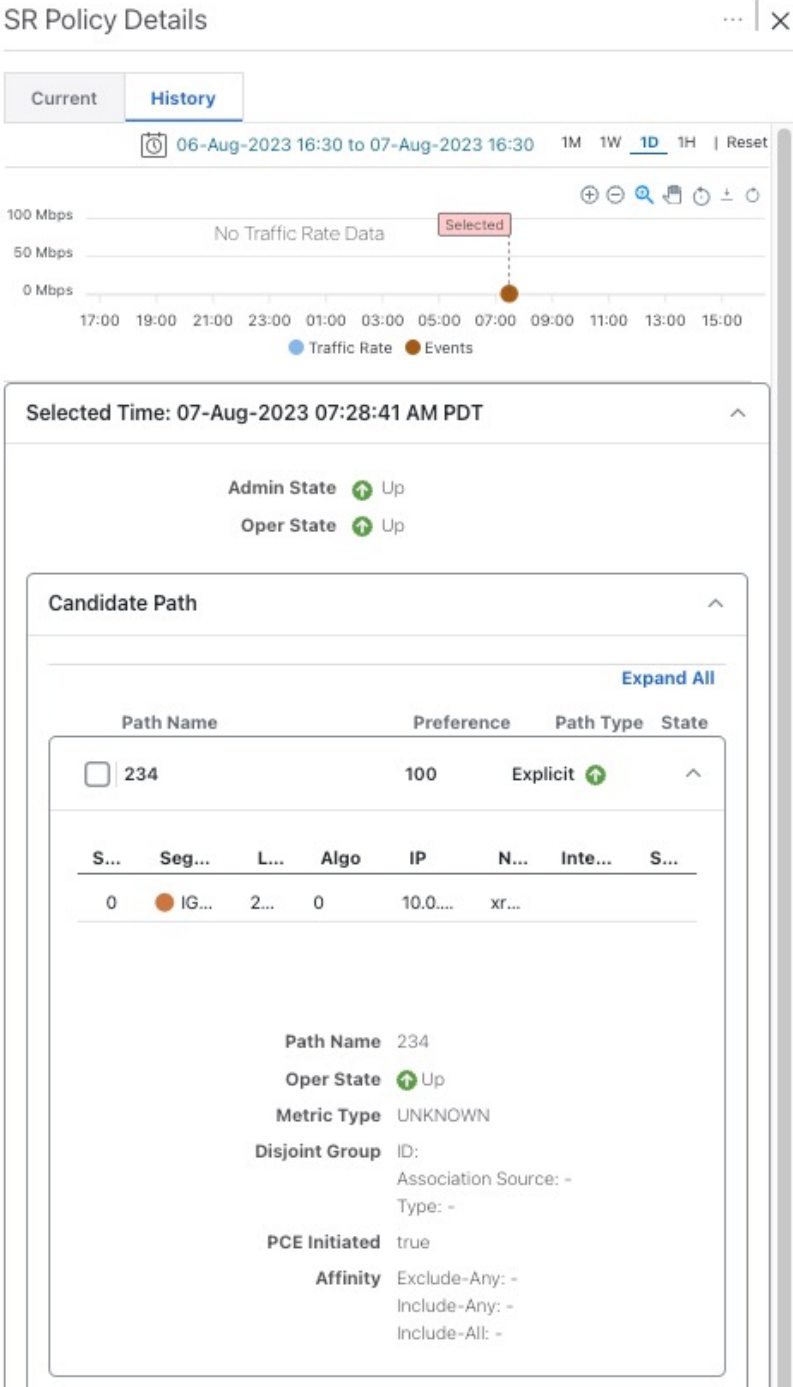 SR Policy Details
Current History
06-Aug-2023 16:30 to 07-Aug-2023 16:30 1M 1W 1D 1H | Reset
100 Mbps
No Traffic Rate Data
Selected
50 Mbps
0 Mbps
17:00 19:00 21:00 23:00 01:00 03:00 05:00 07:00 09:00 11:00 13:00 15:00
Traffic Rate Events
Selected Time: 07-Aug-2023 07:28:41 AM PDT
Admin State Up
Oper State Up
Candidate Path
Expand All
Path Name Preference Path Type State
234 100 Explicit
S... Seg... L... Algo IP N... Inte... S...
0 IG... 2... 0 10.0.... xr...
Path Name 234
Oper State Up
Metric Type UNKNOWN
Disjoint Group ID:
Association Source: -
Type: -
PCE Initiated true
Affinity Exclude-Any: -
Include-Any: -
Include-All: -